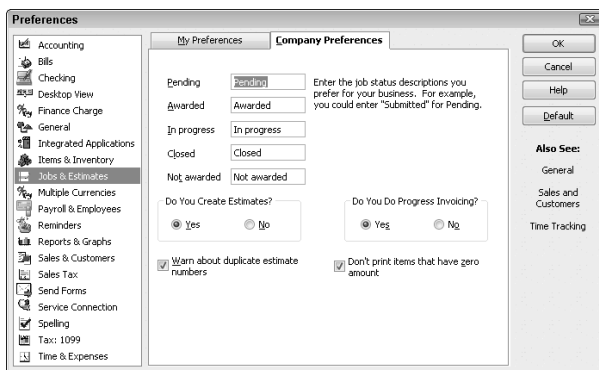 Preferences
Accounting
Bills
Checking
Desktop View
Finance Charge
General
Integrated Applications
Items & Inventory
Jobs & Estimates
Multiple Currencies
Payroll & Employees
Reminders
Reports & Graphs
Sales & Customers
Sales Tax
Send Forms
Service Connection
Spelling
Tax: 1099
Time & Expenses
My Preferences
Company Preferences
Pending Pending
Awarded Awarded
In progress In progress
Closed Closed
Not awarded Not awarded
Enter the job status descriptions you
prefer for your business. For example,
you could enter "Submitted" for Pending.
Do You Create Estimates?
Yes No
Do You Do Progress Invoicing?
Yes No
Warn about duplicate estimate
numbers
Don't print items that have zero
amount
OK
Cancel
Help
Default
Also See:
General
Sales and
Customers
Time Tracking